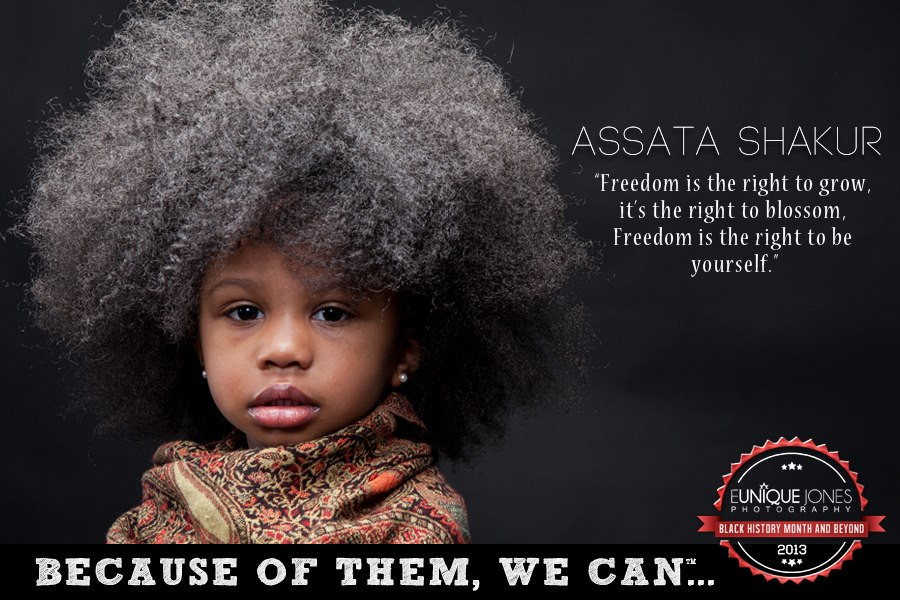 ASSATA SHAKUR
“Freedom is the right to grow,
it’s the right to blossom,
Freedom is the right to be
yourself.”
EUNIQUE JONES
PHOTOGRAPHY
BLACK HISTORY MONTH AND BEYOND
2013
BECAUSE OF THEM, WE CAN™...